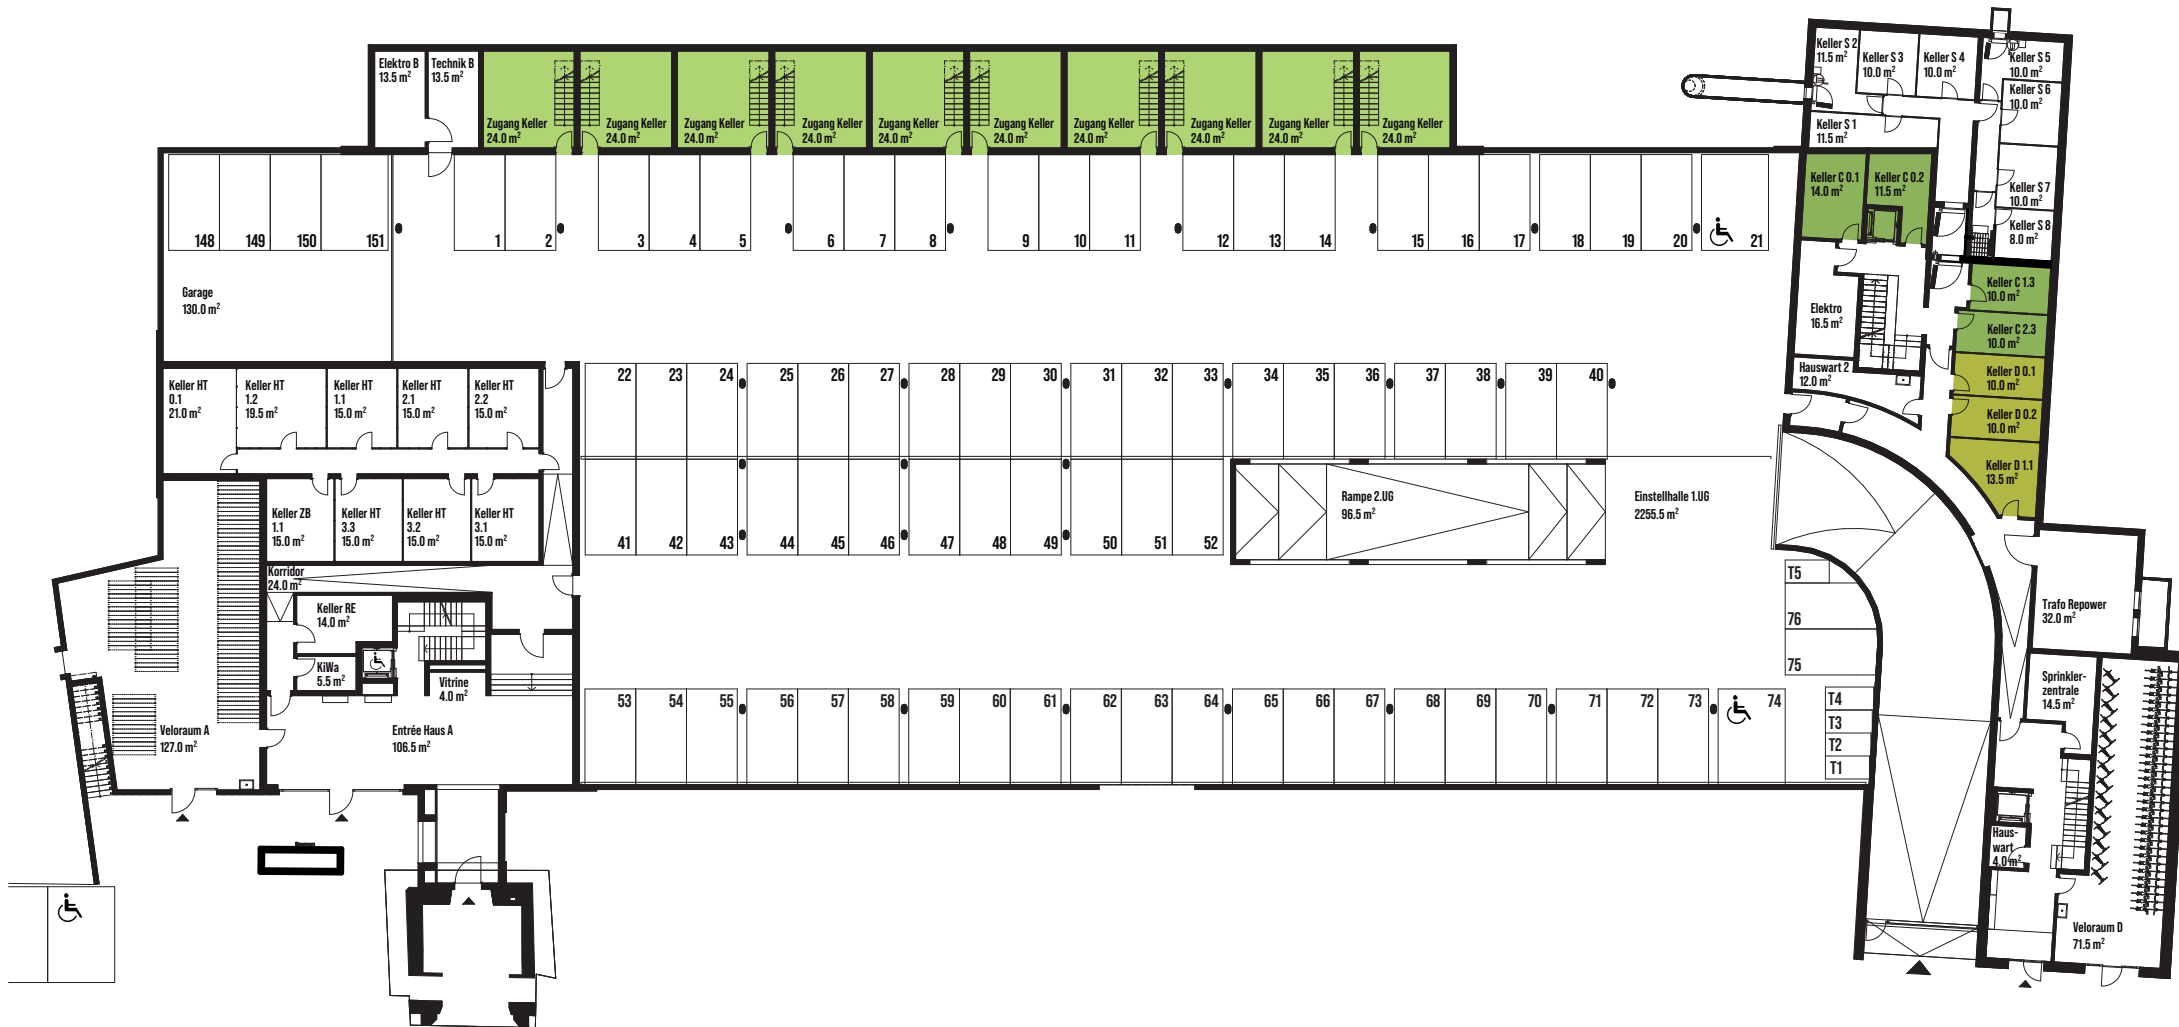 Elektro B
13.5 m²
Technik B
13.5 m²
Zugang Keller
24.0 m²
Zugang Keller
24.0 m²
Zugang Keller
24.0 m²
Zugang Keller
24.0 m²
Zugang Keller
24.0 m²
Zugang Keller
24.0 m²
Zugang Keller
24.0 m²
Zugang Keller
24.0 m²
Zugang Keller
24.0 m²
Zugang Keller
24.0 m²
Keller S 2
11.5 m²
Keller S 3
10.0 m²
Keller S 4
10.0 m²
Keller S 5
10.0 m²
Keller S 6
10.0 m²
Keller S 1
11.5 m²
Keller S 7
10.0 m²
Keller S 8
8.0 m²
Keller C 0.1
14.0 m²
Keller C 0.2
11.5 m²
148 149 150 151 1 2 3 4 5 6 7 8 9 10 11 12 13 14 15 16 17 18 19 20 21
Garage
130.0 m²
Keller C 1.3
10.0 m²
Elektro
16.5 m²
Keller C 2.3
10.0 m²
Hauswart 2
12.0 m²
Keller D 0.1
10.0 m²
Keller D 0.2
10.0 m²
Keller D 1.1
13.5 m²
Keller HT
0.1
21.0 m²
Keller HT
1.2
19.5 m²
Keller HT
1.1
15.0 m²
Keller HT
2.1
15.0 m²
Keller HT
2.2
15.0 m²
22 23 24 25 26 27 28 29 30 31 32 33 34 35 36 37 38 39 40
Rampe 2.UG
96.5 m²
Einstellhalle 1.UG
2255.5 m²
Keller ZB
1.1
15.0 m²
Keller HT
3.3
15.0 m²
Keller HT
3.2
15.0 m²
Keller HT
3.1
15.0 m²
41 42 43 44 45 46 47 48 49 50 51 52
Korridor
24.0 m²
Keller RE
14.0 m²
KiWa
5.5 m²
Vitrine
4.0 m²
T5
76
75
Trafo Repower
32.0 m²
Sprinkler-
zentrale
14.5 m²
53 54 55 56 57 58 59 60 61 62 63 64 65 66 67 68 69 70 71 72 73 74
T4
T3
T2
T1
Veloraum A
127.0 m²
Entrée Haus A
106.5 m²
Haus-
wart
4.0 m²
Veloraum D
71.5 m²